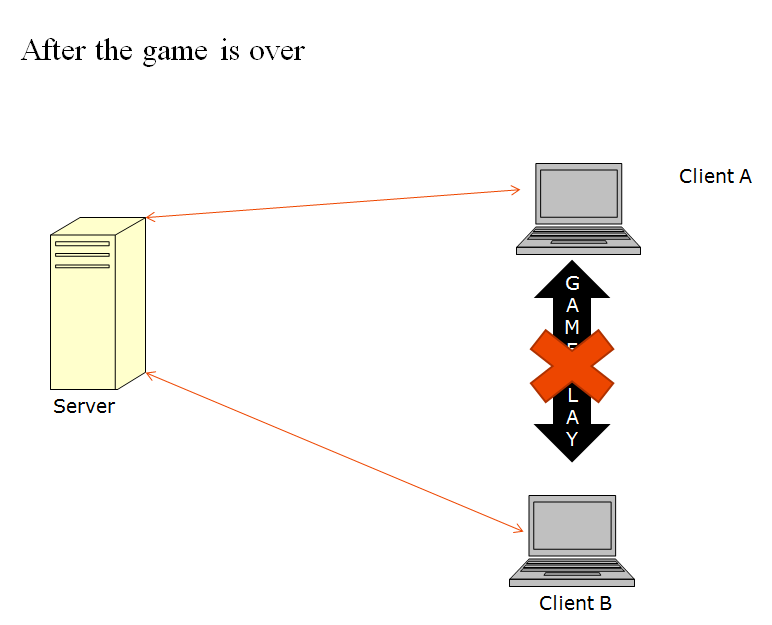 After the game is over
Client A
G
A
M
L
A
Y
Server
Client B